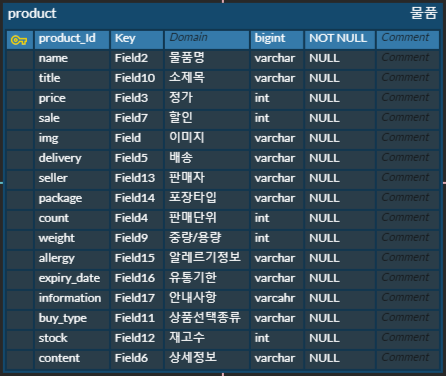 product 물품
product_Id Key Domain bigint NOT NULL Comment
name Field2 물품명 varchar NULL Comment
title Field10 소제목 varchar NULL Comment
price Field3 정가 int NULL Comment
sale Field7 할인 int NULL Comment
img Field 이미지 varchar NULL Comment
delivery Field5 배송 varchar NULL Comment
seller Field13 판매자 varchar NULL Comment
package Field14 포장타입 varchar NULL Comment
count Field4 판매단위 int NULL Comment
weight Field9 중량/용량 int NULL Comment
allergy Field15 알레르기정보 varchar NULL Comment
expiry_date Field16 유통기한 varchar NULL Comment
information Field17 안내사항 varcahr NULL Comment
buy_type Field11 상품선택종류 varchar NULL Comment
stock Field12 재고수 int NULL Comment
content Field6 상세정보 varchar NULL Comment